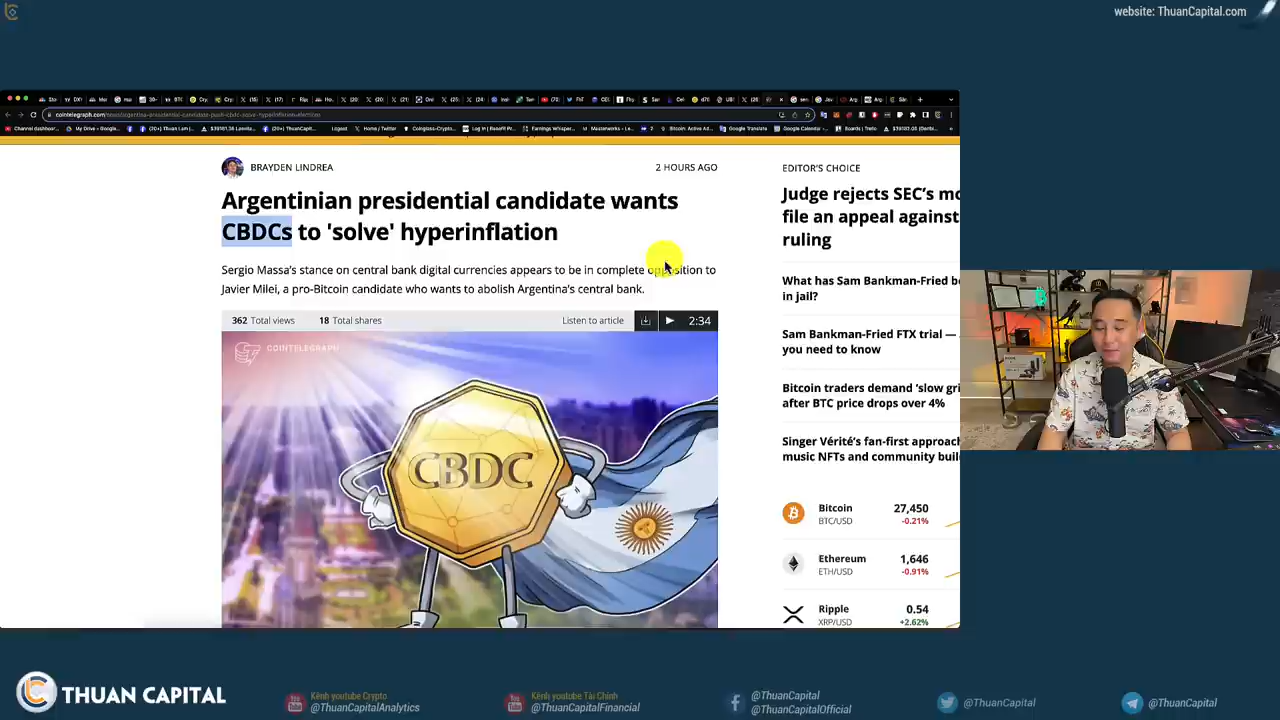 website: ThuanCapital.com
BRAYDEN LINDREA
2 HOURS AGO
Argentinian presidential candidate wants
CBDCs to 'solve' hyperinflation
Sergio Massa's stance on central bank digital currencies appears to be in complete opposition to
Javier Milei, a pro-Bitcoin candidate who wants to abolish Argentina's central bank.
362 Total views 18 Total shares Listen to article 2:34
COINTELEGRAPH
CBDC
EDITOR'S CHOICE
Judge rejects SEC's mo
file an appeal against
ruling
What has Sam Bankman-Fried be
in jail?
Sam Bankman-Fried FTX trial —
you need to know
Bitcoin traders demand 'slow gri
after BTC price drops over 4%
Singer Vérité's fan-first approach
music NFTs and community buil
Bitcoin 27,450
BTC/USD -0.21%
Ethereum 1,646
ETH/USD -0.91%
Ripple 0.54
XRP/USD +2.62%
THUAN CAPITAL
Kênh youtube Crypto
@ThuanCapitalAnalytics
Kênh youtube Tài Chính
@ThuanCapitalFinancial
@ThuanCapital
@ThuanCapitalOfficial
@ThuanCapital
@ThuanCapital